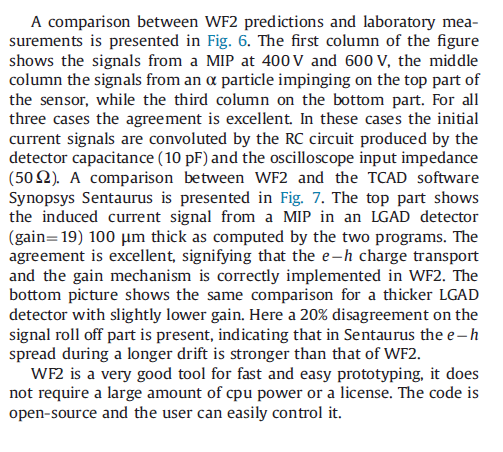 A comparison between WF2 predictions and laboratory mea-
surements is presented in Fig. 6. The first column of the figure
shows the signals from a MIP at 400 V and 600 V, the middle
column the signals from an α particle impinging on the top part of
the sensor, while the third column on the bottom part. For all
three cases the agreement is excellent. In these cases the initial
current signals are convoluted by the RC circuit produced by the
detector capacitance (10 pF) and the oscilloscope input impedance
(50 Ω). A comparison between WF2 and the TCAD software
Synopsys Sentaurus is presented in Fig. 7. The top part shows
the induced current signal from a MIP in an LGAD detector
(gain=19) 100 μm thick as computed by the two programs. The
agreement is excellent, signifying that the e−h charge transport
and the gain mechanism is correctly implemented in WF2. The
bottom picture shows the same comparison for a thicker LGAD
detector with slightly lower gain. Here a 20% disagreement on the
signal roll off part is present, indicating that in Sentaurus the e−h
spread during a longer drift is stronger than that of WF2.
WF2 is a very good tool for fast and easy prototyping, it does
not require a large amount of cpu power or a license. The code is
open-source and the user can easily control it.